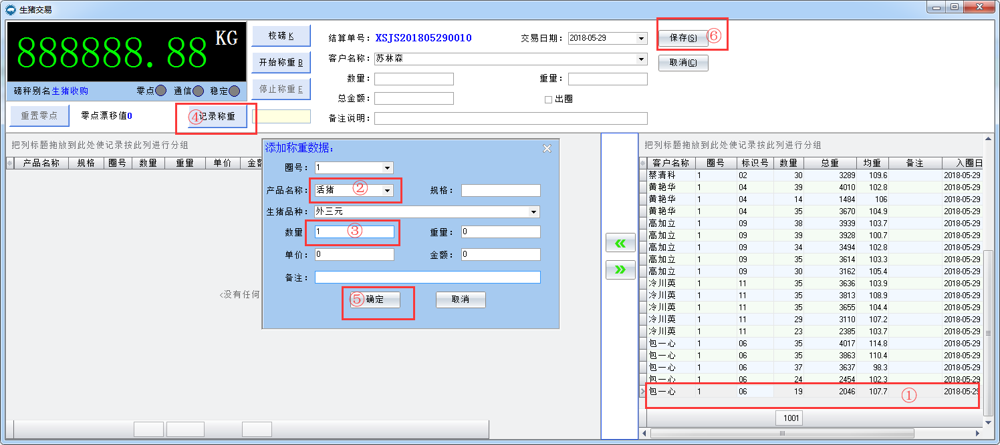 生猪交易
888888.88 KG
磅秤别名生猪收购 零点 通信 稳定
重置零点 零点漂移值0 ④记录称重
校磅 K
开始称重 B
停止称重 E
结算单号： XSJS201805290010 交易日期： 2018-05-29
客户名称： 苏林森
数量： 重量：
总金额： 出圈
备注说明：
保存(S) ⑥
取消(C)
把列标题拖放到此处使记录按此列进行分组
产品名称 规格 圈号 数量 重量 单价 金
<没有任何
添加称重数据：
圈号： 1
产品名称： 活猪 ② 规格：
生猪品种： 外三元
数量 1 ③ 重量： 0
单价： 0 金额： 0
备注：
⑤确定 取消
把列标题拖放到此处使记录按此列进行分组
客户名称 圈号 标识号 数量 总重 均重 备注 入圈日
蔡清科 1 02 30 3289 109.6 2018-05-29
黄艳华 1 04 39 4010 102.8 2018-05-29
黄艳华 1 04 14 1484 106 2018-05-29
黄艳华 1 04 35 3670 104.9 2018-05-29
高加立 1 09 38 3939 103.7 2018-05-29
高加立 1 09 39 3928 100.7 2018-05-29
高加立 1 09 34 3494 102.8 2018-05-29
高加立 1 09 35 3614 103.3 2018-05-29
高加立 1 09 30 3162 105.4 2018-05-29
冷川英 1 11 35 3636 103.9 2018-05-29
冷川英 1 11 35 3813 108.9 2018-05-29
冷川英 1 11 35 3655 104.4 2018-05-29
冷川英 1 11 29 3110 107.2 2018-05-29
冷川英 1 11 23 2385 103.7 2018-05-29
包一心 1 06 35 4017 114.8 2018-05-29
包一心 1 06 35 3863 110.4 2018-05-29
包一心 1 06 37 3637 98.3 2018-05-29
包一心 1 06 24 2454 102.3 2018-05-29
包一心 1 06 19 2046 107.7 ① 2018-05-29
1001